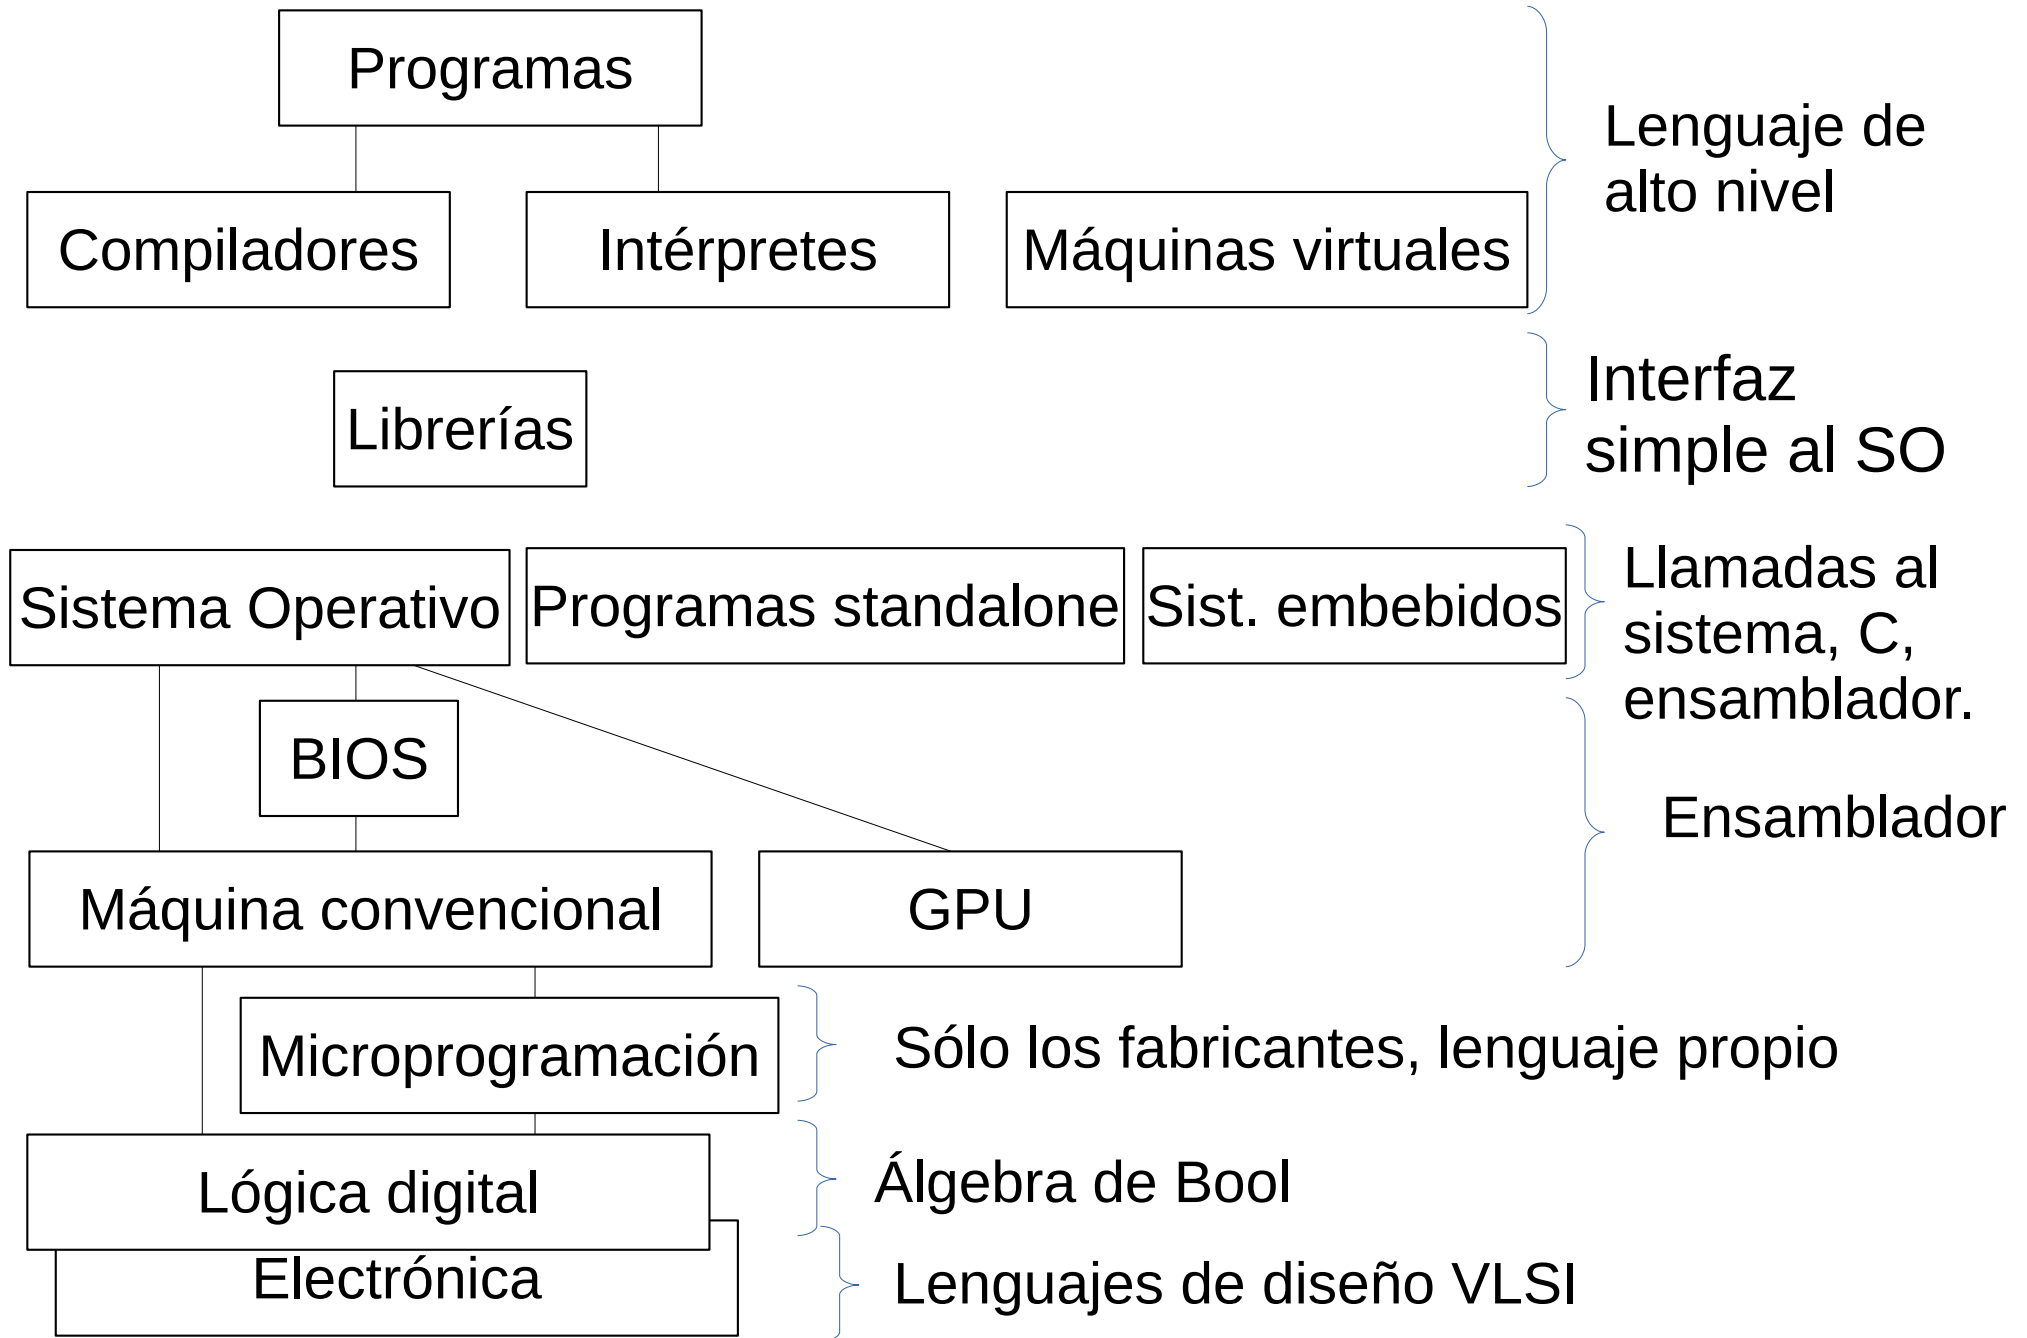 Programas
Lenguaje de
alto nivel
Compiladores
Intérpretes
Máquinas virtuales
Interfaz
simple al SO
Librerías
Sistema Operativo
Programas standalone
Sist. embebidos
Llamadas al
sistema, C,
ensamblador.
BIOS
Ensamblador
Máquina convencional
GPU
Microprogramación
Sólo los fabricantes, lenguaje propio
Lógica digital
Álgebra de Bool
Electrónica
Lenguajes de diseño VLSI